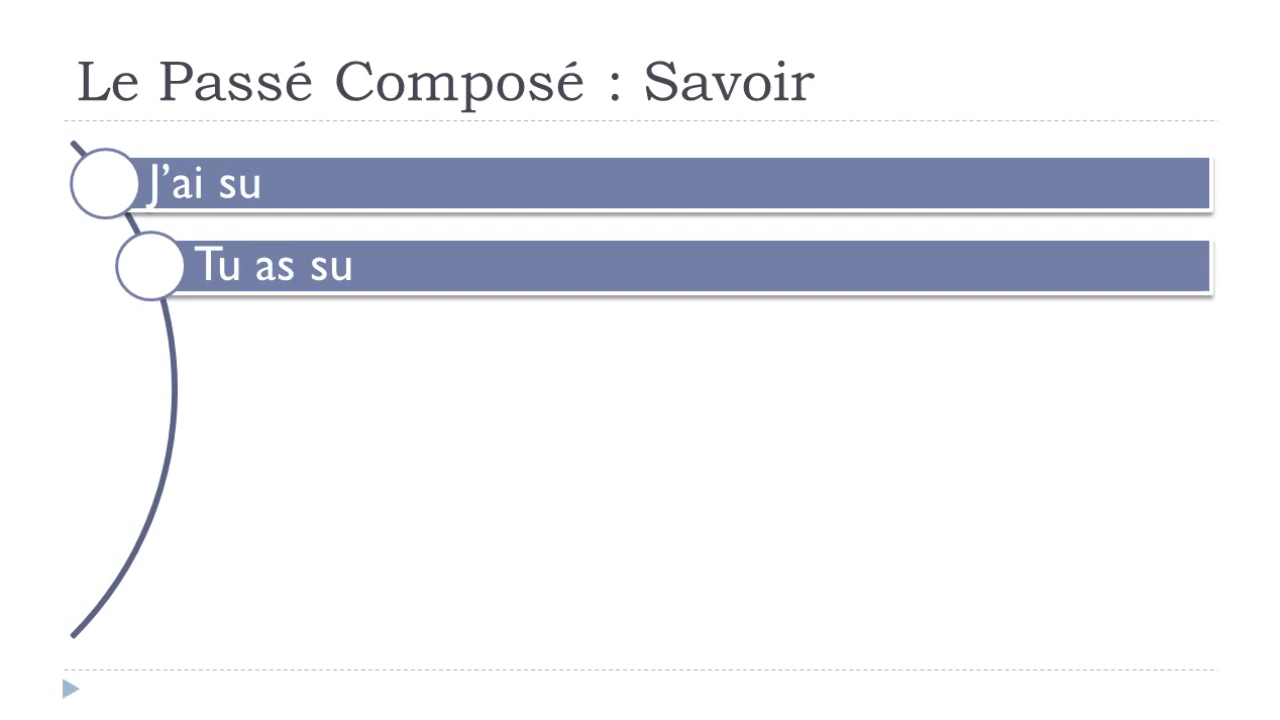 Le Passé Composé : Savoir
J’ai su
Tu as su